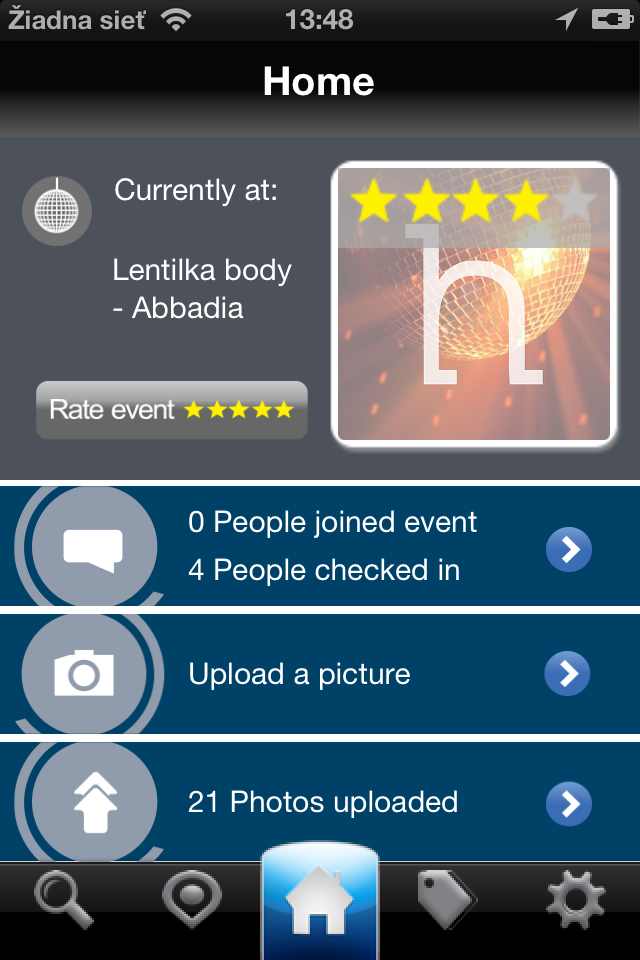 Žiadna sieť
13:48
Home
Currently at:
Lentilka body
- Abbadia
h
Rate event
0 People joined event
4 People checked in
Upload a picture
21 Photos uploaded